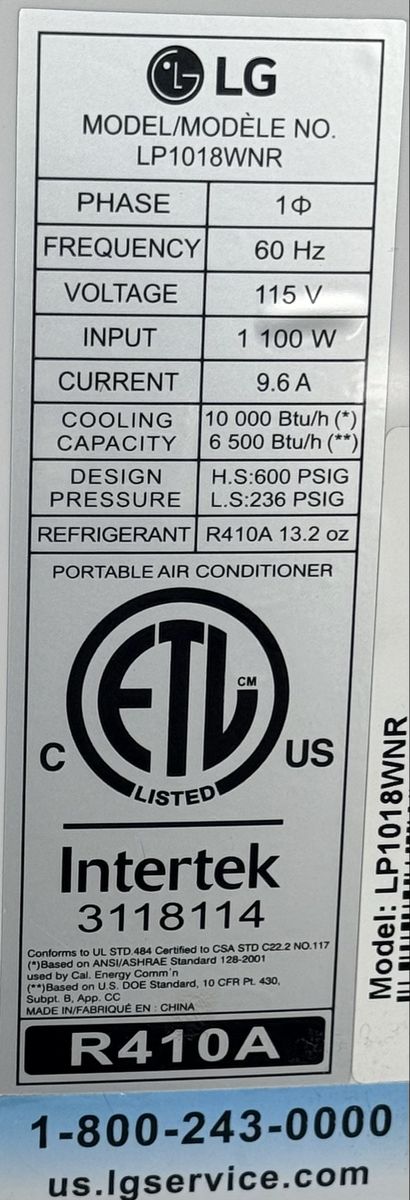 LG
MODEL/MODÈLE NO.
LP1018WNR
PHASE 1Φ
FREQUENCY 60 Hz
VOLTAGE 115 V
INPUT 1 100 W
CURRENT 9.6 A
COOLING CAPACITY 10 000 Btu/h (*)
6 500 Btu/h (**)
DESIGN PRESSURE H.S:600 PSIG
L.S:236 PSIG
REFRIGERANT R410A 13.2 oz
PORTABLE AIR CONDITIONER
ETL CM
C US
LISTED
Intertek
3118114
Conforms to UL STD.484 Certified to CSA STD C22.2 NO.117
(*)Based on ANSI/ASHRAE Standard 128-2001
used by Cal. Energy Comm'n
(**)Based on U.S. DOE Standard, 10 CFR Pt. 430,
Subpt. B, App. CC
MADE IN/FABRIQUÉ EN : CHINA
R410A
1-800-243-0000
us.lgservice.com
Model: LP1018WNR